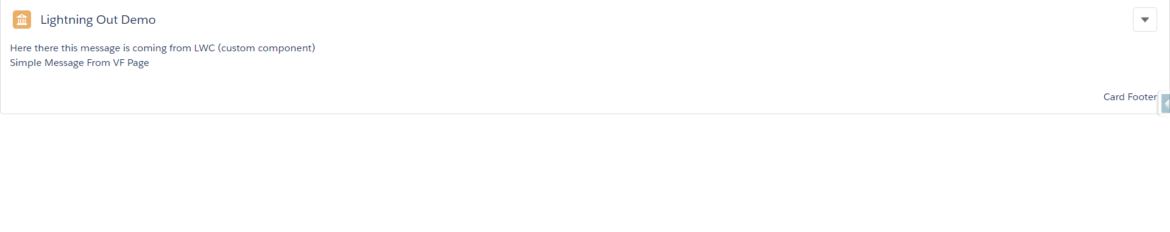 Lightning Out Demo
Here there this message is coming from LWC (custom component)
Simple Message From VF Page
Card Footer